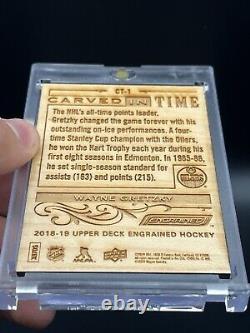 CT-1
CARVED IN TIME
The NHL's all-time points leader,
Gretzky changed the game forever with his
outstanding on-ice performances. A four-
time Stanley Cup champion with the Oilers,
he won the Hart Trophy each year during his
first eight seasons in Edmonton. In 1985-86,
he set single-season standard for
assists (163) and points (215).
OILERS
WAYNE GRETZKY
ENGRAINED
2018-19 UPPER DECK ENGRAINED HOCKEY
NHL